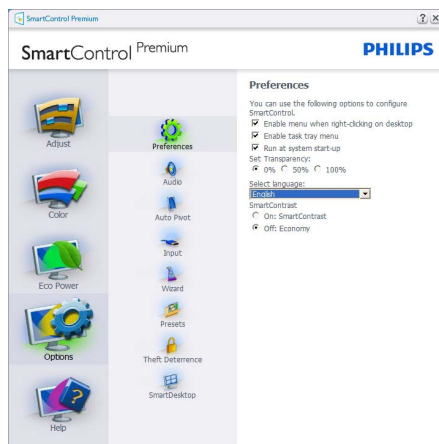 SmartControl Premium
SmartControl Premium
PHILIPS
Adjust
Color
Eco Power
Options
Help
Preferences
Audio
Auto Pivot
Input
Wizard
Presets
Theft Deterrence
SmartDesktop
Preferences
You can use the following options to configure
SmartControl.
Enable menu when right-clicking on desktop
Enable task tray menu
Run at system start-up
Set Transparency:
0% 50% 100%
Select language:
English
SmartContrast
On: SmartContrast
Off: Economy